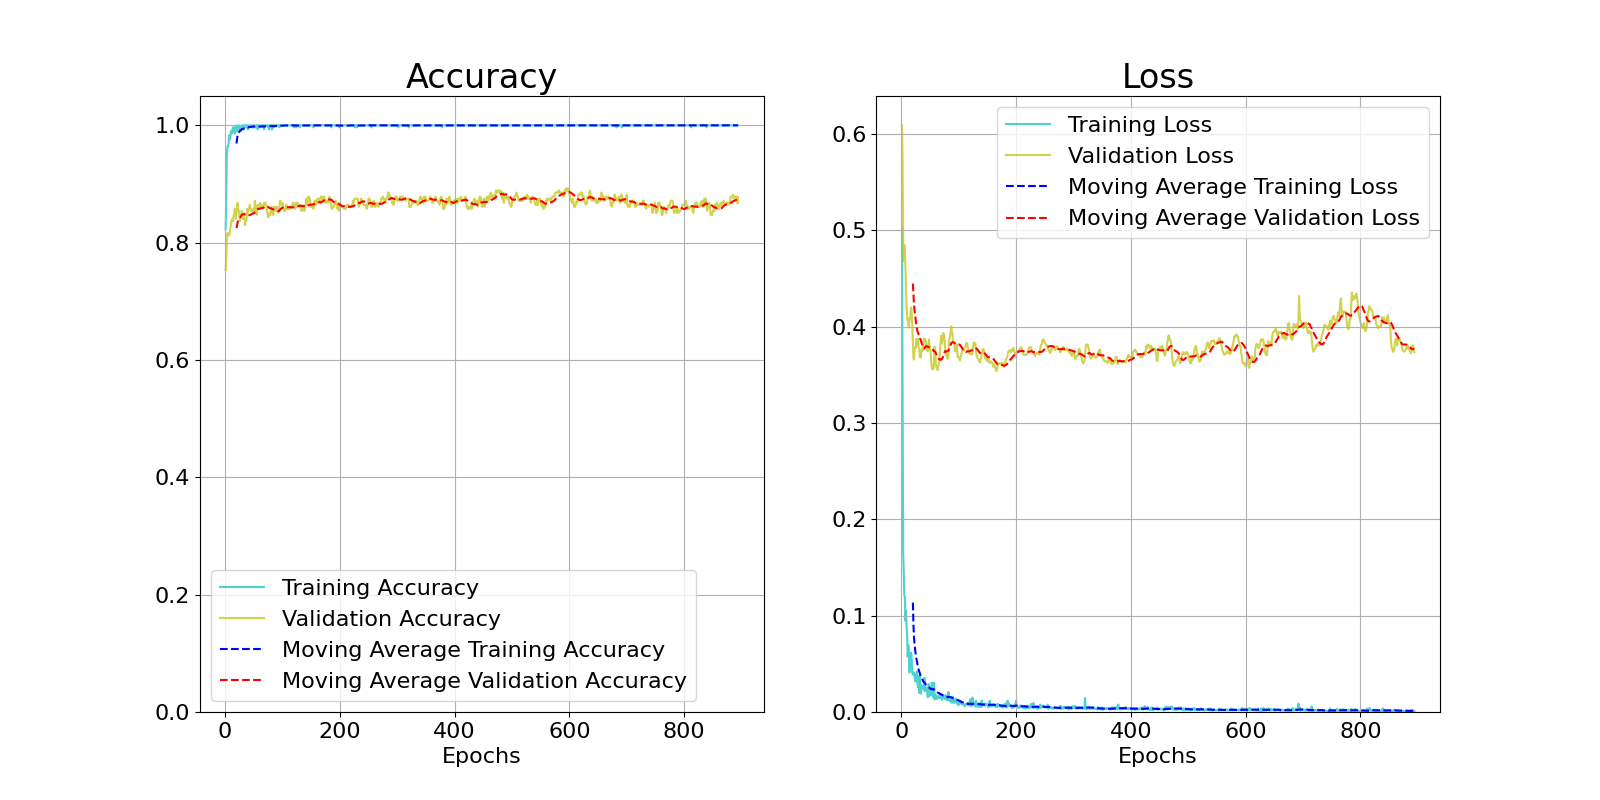 Accuracy
1.0
0.8
0.6
0.4
0.2
0.0
Training Accuracy
Validation Accuracy
Moving Average Training Accuracy
Moving Average Validation Accuracy
0 200 400 600 800
Epochs
Loss
0.6
0.5
0.4
0.3
0.2
0.1
0.0
Training Loss
Validation Loss
Moving Average Training Loss
Moving Average Validation Loss
0 200 400 600 800
Epochs